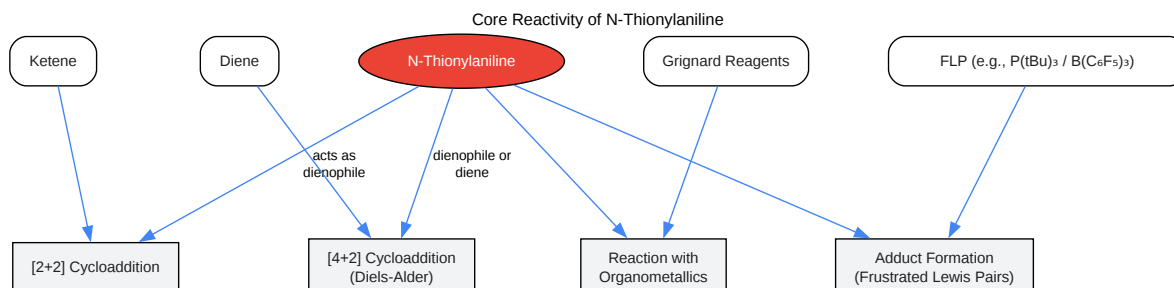 Core Reactivity of N-Thionylaniline
Ketene
Diene
N-Thionylaniline
Grignard Reagents
FLP (e.g., P(tBu)₃ / B(C₆F₅)₃)
acts as
dienophile
dienophile or
diene
[2+2] Cycloaddition
[4+2] Cycloaddition
(Diels-Alder)
Reaction with
Organometallics
Adduct Formation
(Frustrated Lewis Pairs)